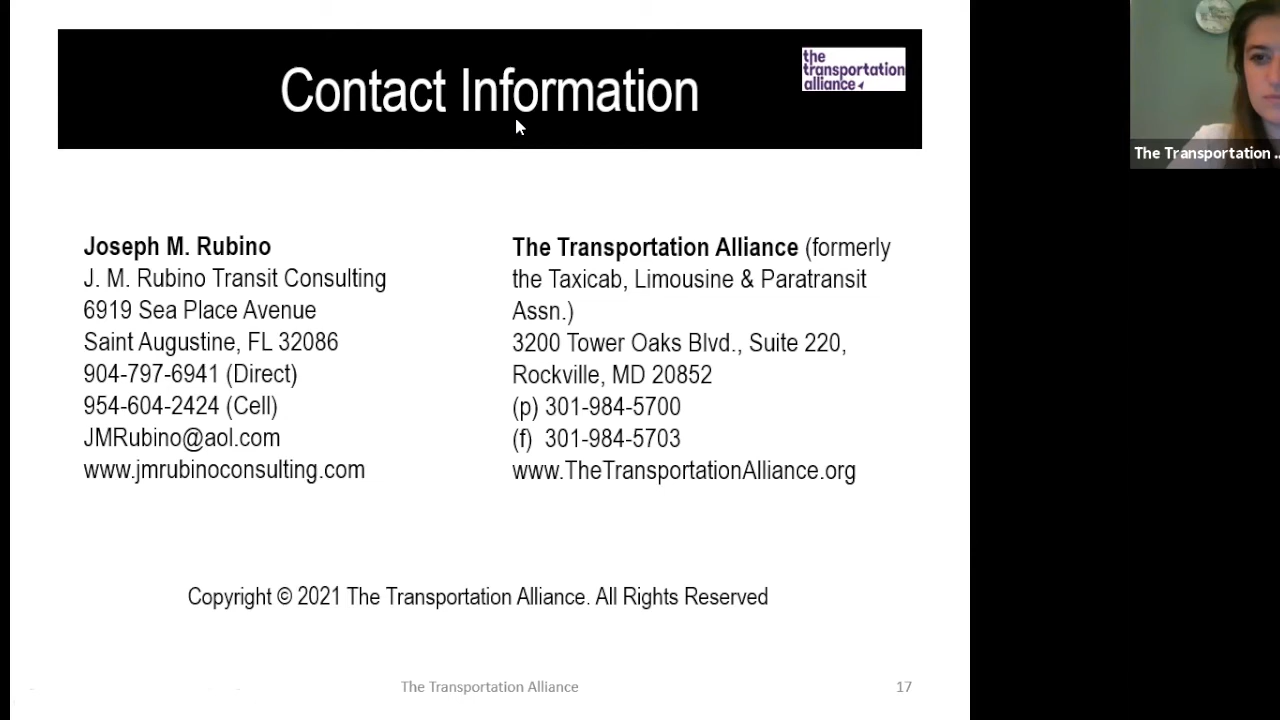 Contact Information
the
transportation
alliance
The Transportation ...
Joseph M. Rubino
J. M. Rubino Transit Consulting
6919 Sea Place Avenue
Saint Augustine, FL 32086
904-797-6941 (Direct)
954-604-2424 (Cell)
JMRubino@aol.com
www.jmrubinoconsulting.com
The Transportation Alliance (formerly
the Taxicab, Limousine & Paratransit
Assn.)
3200 Tower Oaks Blvd., Suite 220,
Rockville, MD 20852
(p) 301-984-5700
(f) 301-984-5703
www.TheTransportationAlliance.org
Copyright © 2021 The Transportation Alliance. All Rights Reserved
The Transportation Alliance
17